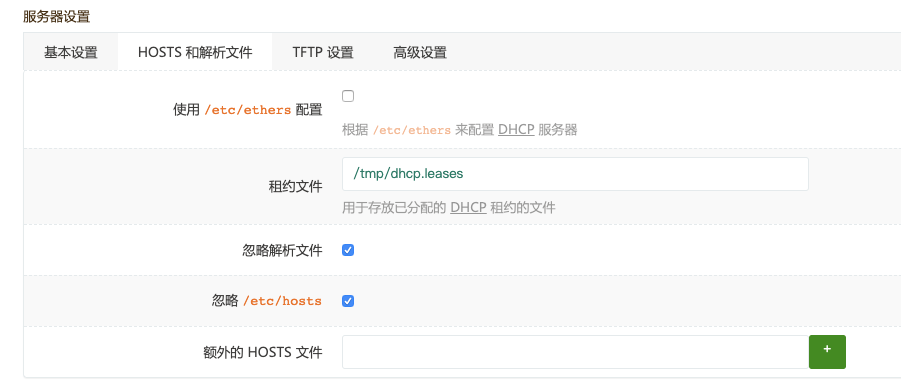 服务器设置
基本设置 HOSTS 和解析文件 TFTP 设置 高级设置
使用 /etc/ethers 配置
根据 /etc/ethers 来配置 DHCP 服务器
租约文件 /tmp/dhcp.leases
用于存放已分配的 DHCP 租约的文件
忽略解析文件
忽略 /etc/hosts
额外的 HOSTS 文件 +